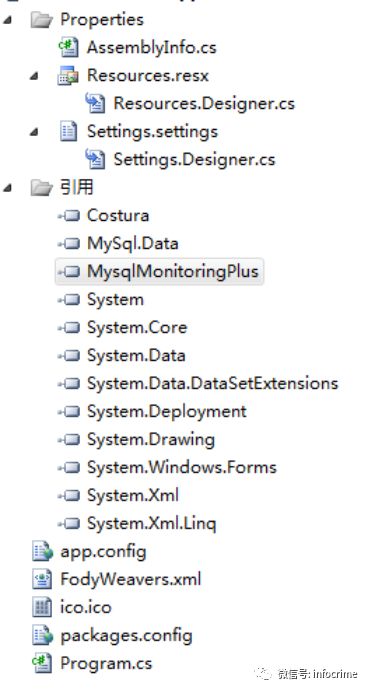 Properties
AssemblyInfo.cs
Resources.resx
Resources.Designer.cs
Settings.settings
Settings.Designer.cs
引用
Costura
MySql.Data
MysqlMonitoringPlus
System
System.Core
System.Data
System.Data.DataSetExtensions
System.Deployment
System.Drawing
System.Windows.Forms
System.Xml
System.Xml.Linq
app.config
FodyWeavers.xml
ico.ico
packages.config
Program.cs
微信号: infocrime